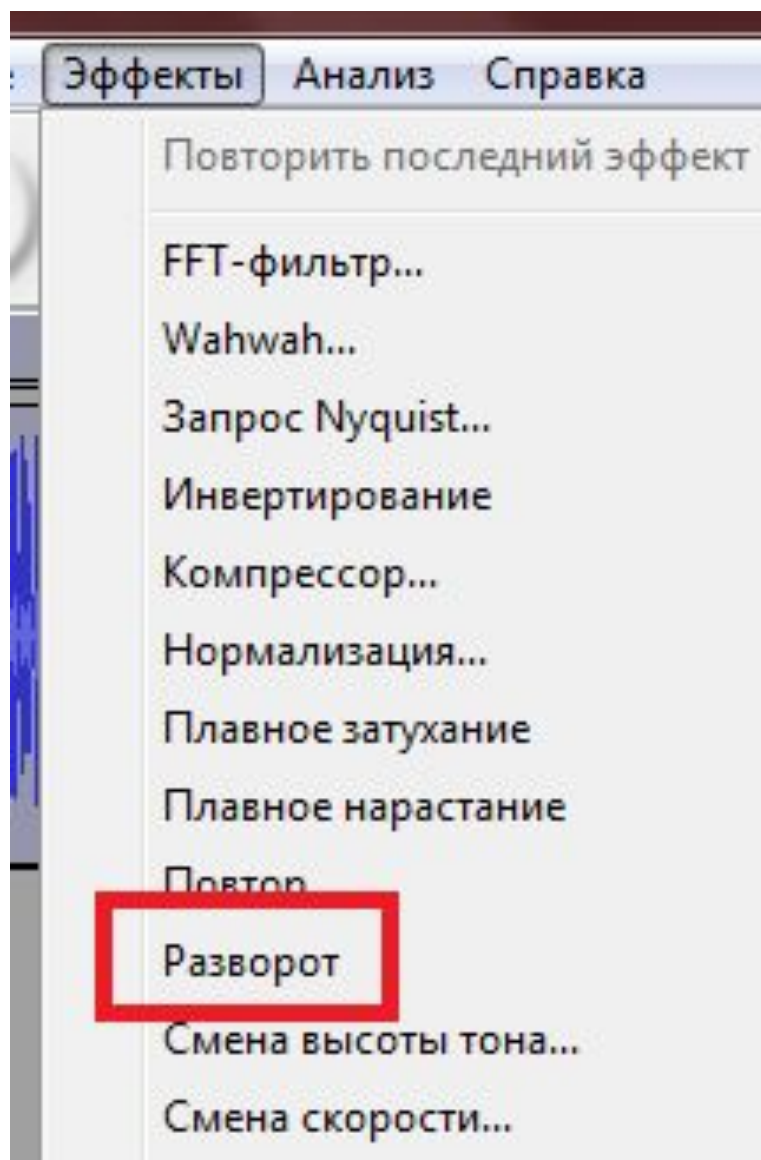 Эффекты Анализ Справка
Повторить последний эффект
FFT-фильтр...
Wahwah...
Запрос Nyquist...
Инвертирование
Компрессор...
Нормализация...
Плавное затухание
Плавное нарастание
Повтор
Разворот
Смена высоты тона...
Смена скорости...